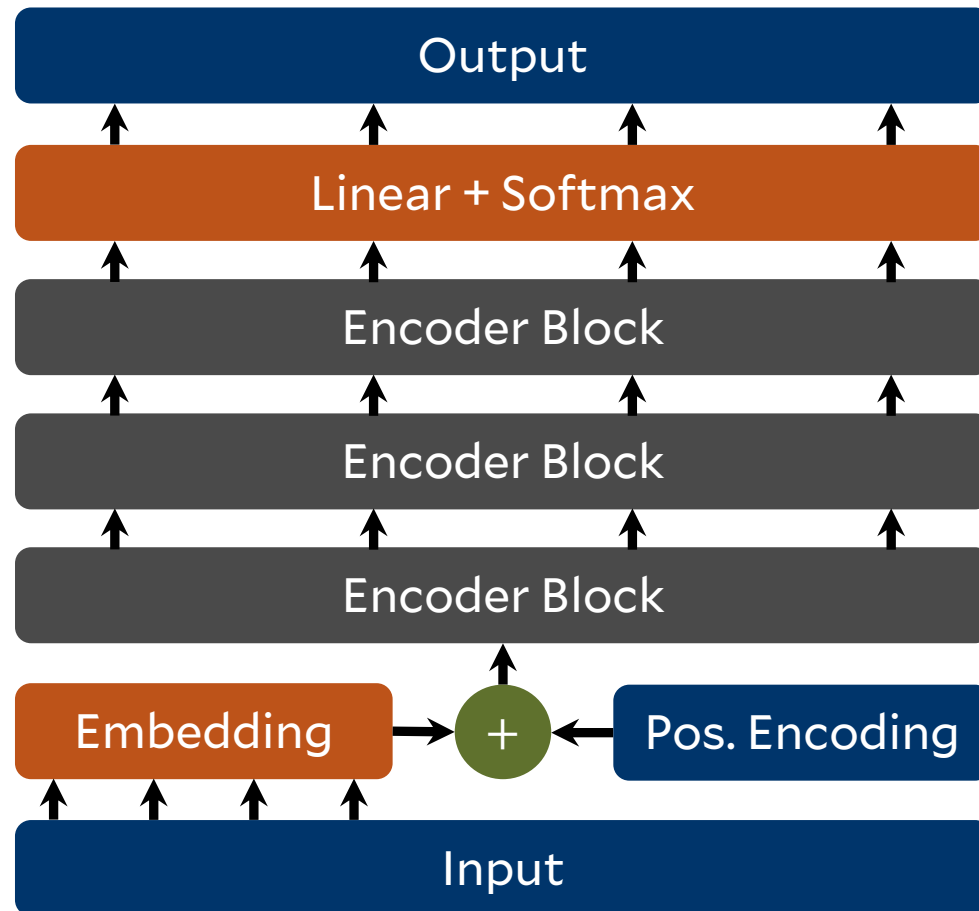 Output
Linear + Softmax
Encoder Block
Encoder Block
Encoder Block
Embedding
+
Pos. Encoding
Input